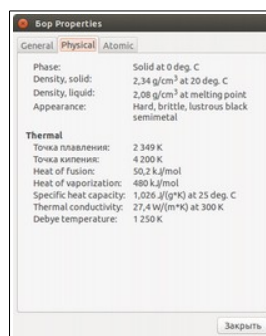 Бор Properties
General Physical Atomic
Phase: Solid at 0 deg. C
Density, solid: 2,34 g/cm³ at 20 deg. C
Density, liquid: 2,08 g/cm³ at melting point
Appearance: Hard, brittle, lustrous black
semimetal
Thermal
Точка плавления: 2 349 K
Точка кипения: 4 200 K
Heat of fusion: 50,2 kJ/mol
Heat of vaporization: 480 kJ/mol
Specific heat capacity: 1,026 J/(g*K) at 25 deg. C
Thermal conductivity: 27,4 W/(m*K) at 300 K
Debye temperature: 1 250 K
Закрыть